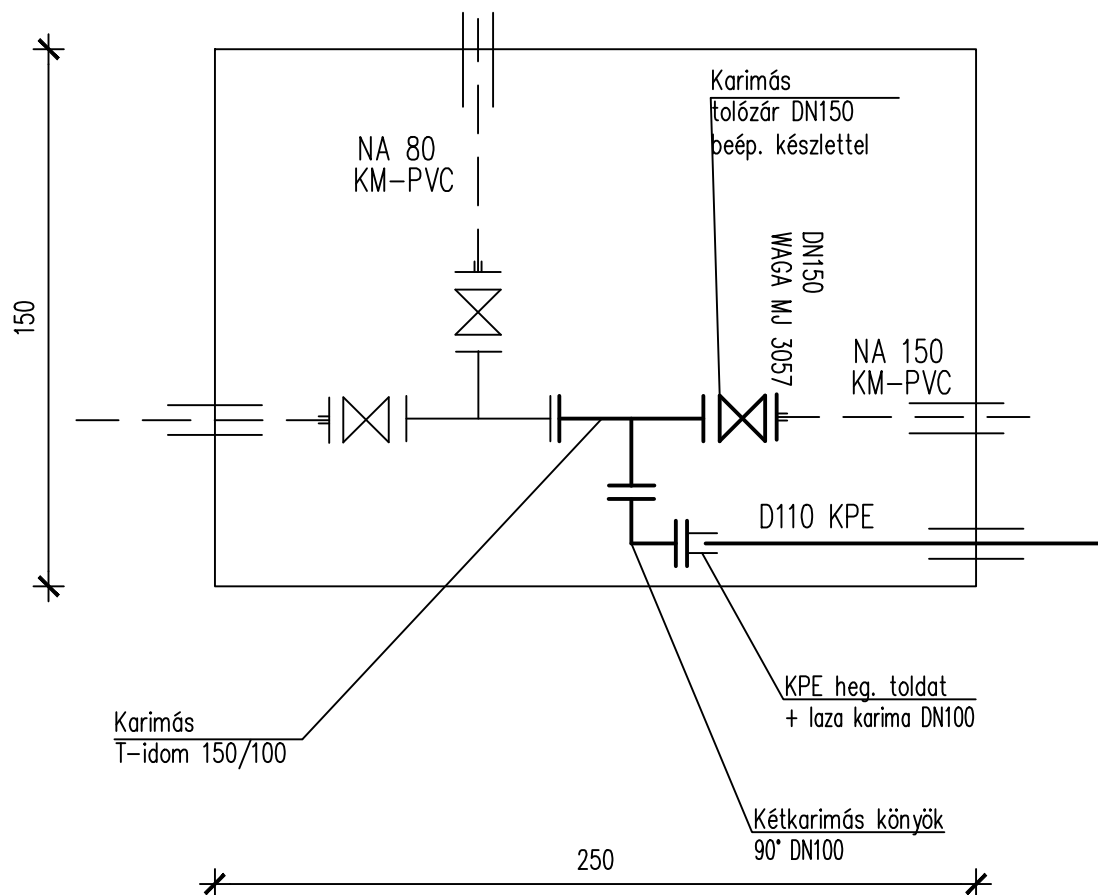 Karimás
tolózár DN150
beép. készlettel
NA 80
KM-PVC
DN150
WAGA MJ 3057
150
NA 150
KM-PVC
D110 KPE
KPE heg. toldat
+ laza karima DN100
Karimás
T-idom 150/100
Kétkarimás könyök
90° DN100
250